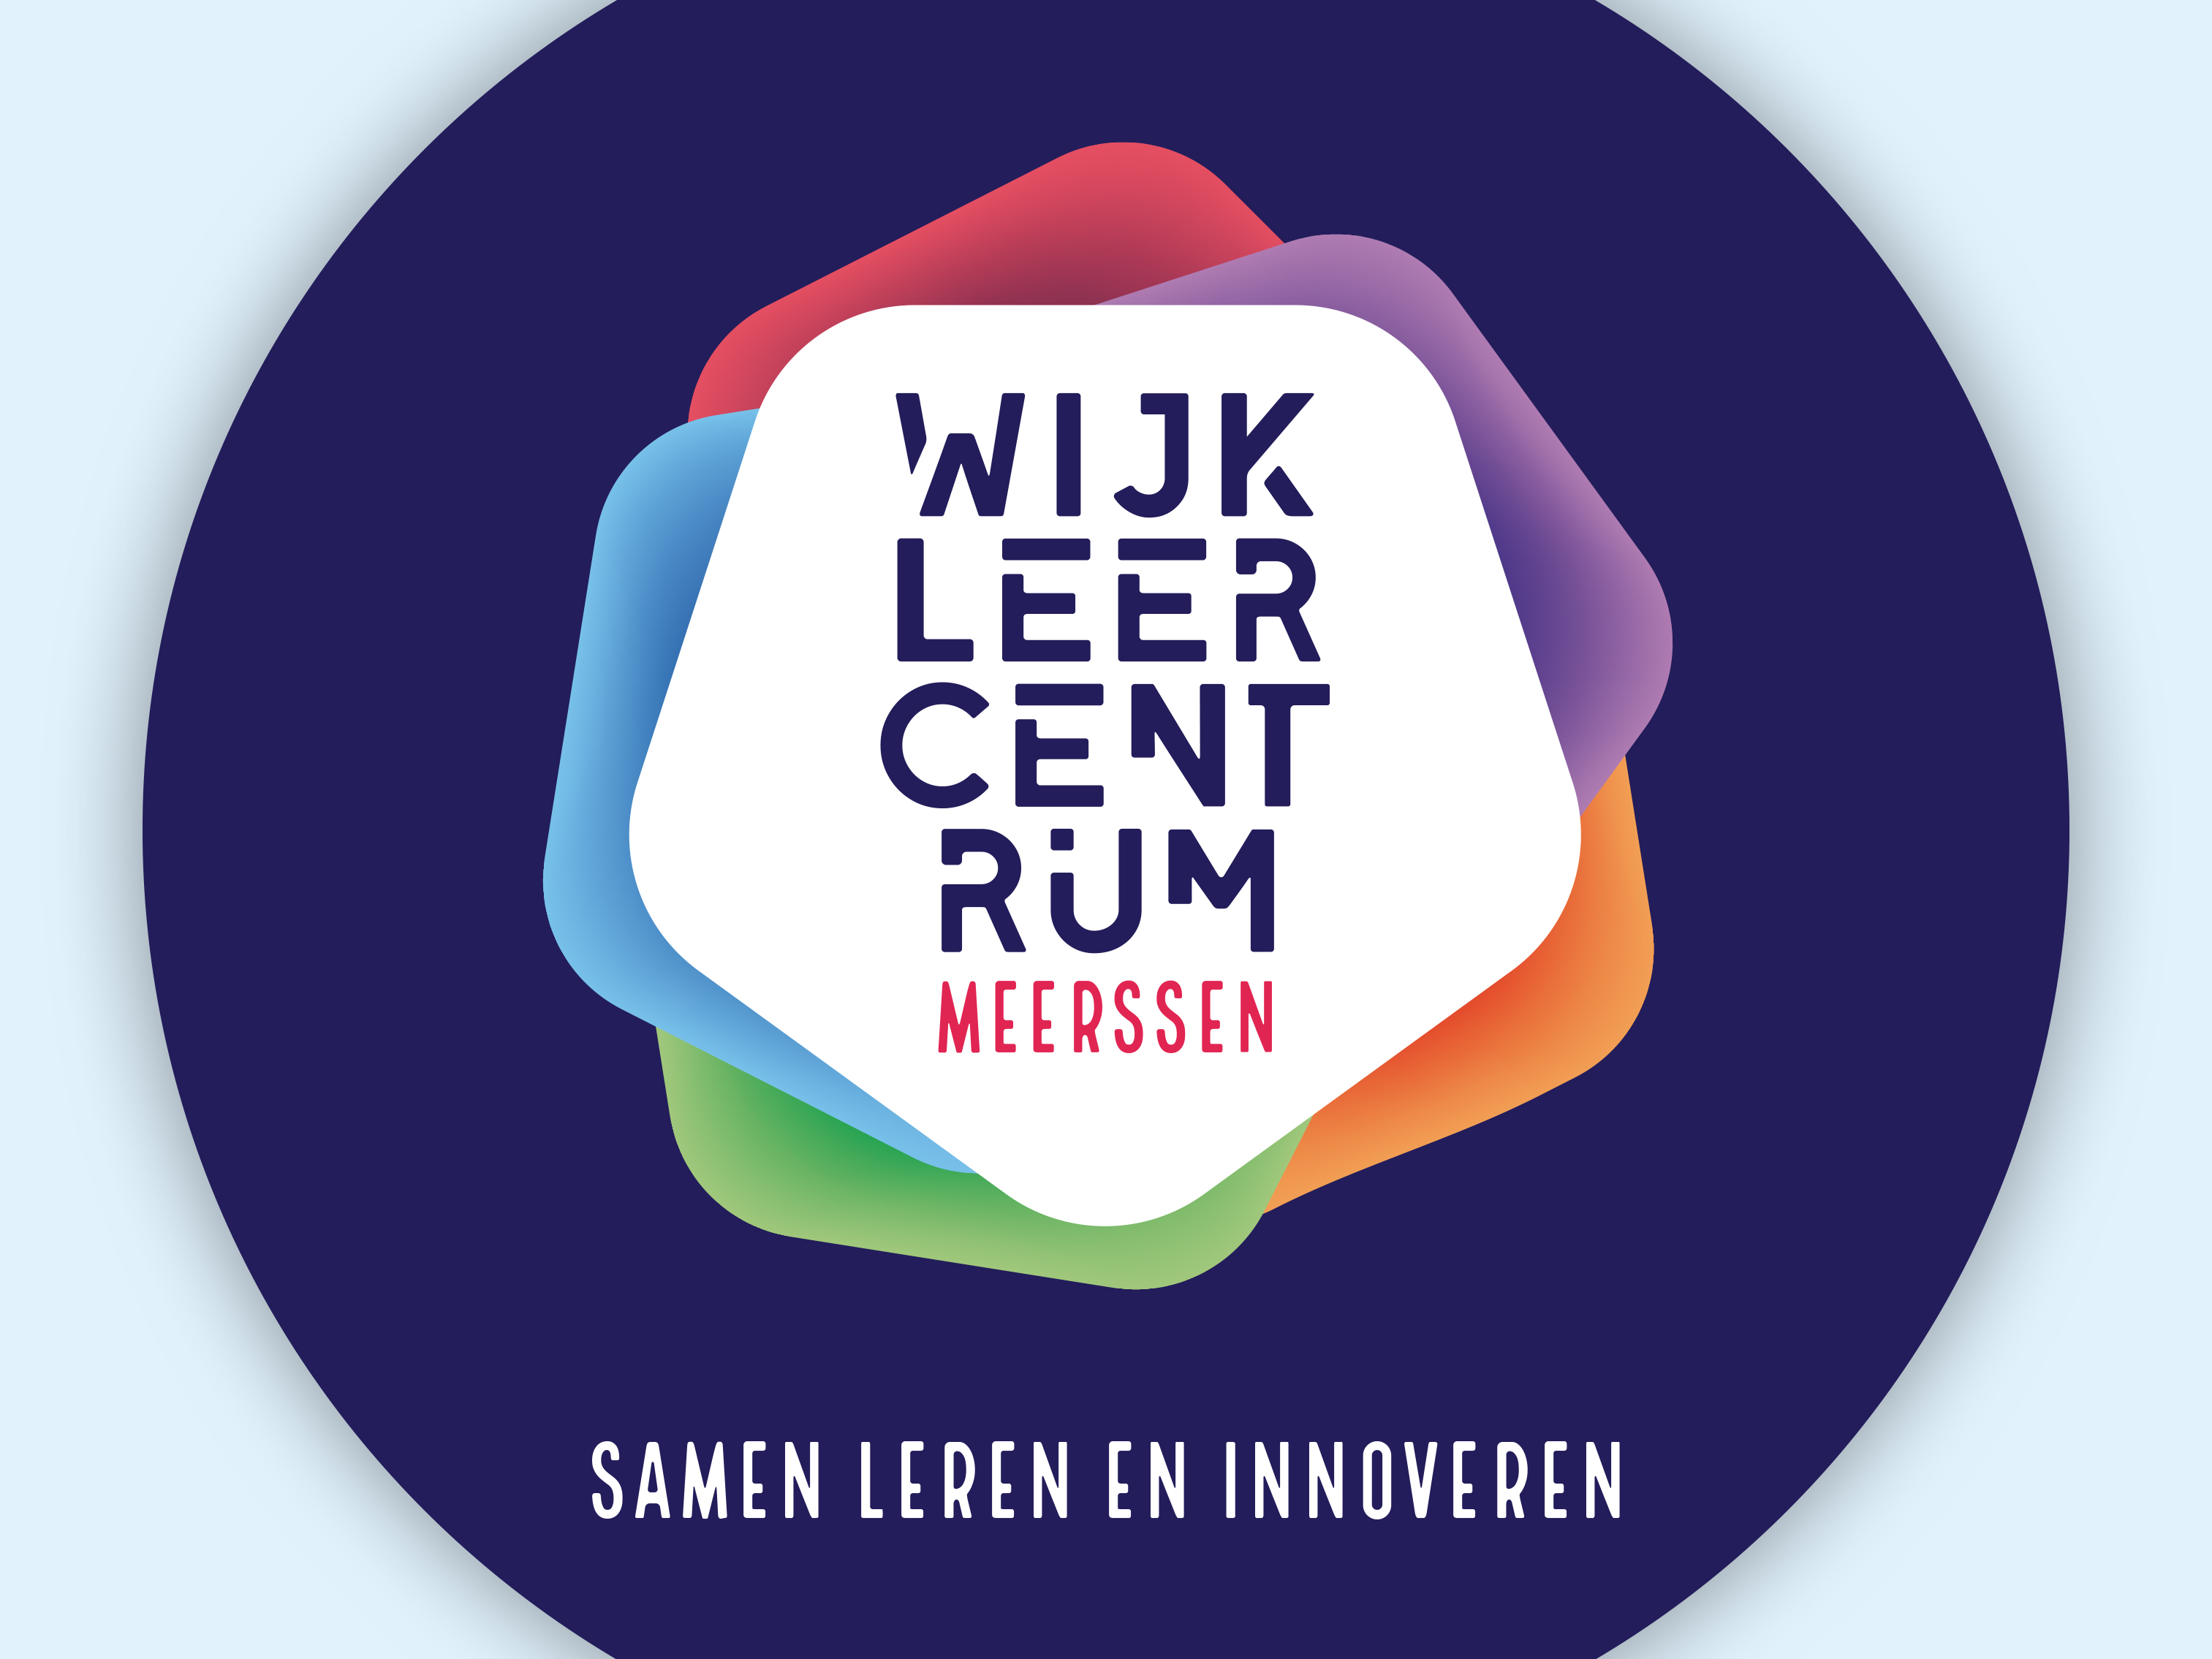 WIJK
LEER
CENT
RUM
MEERSSEN
SAMEN LEREN EN INNOVEREN